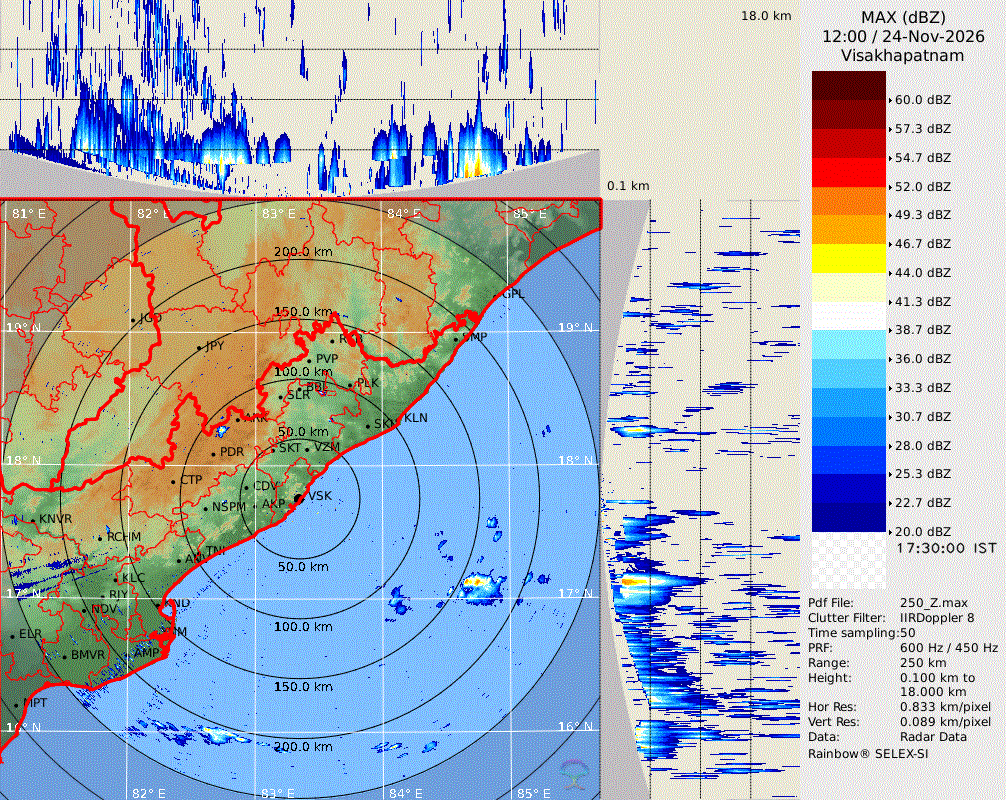 18.0 km
MAX (dBZ)
12:00 / 24-Nov-2026
Visakhapatnam
60.0 dBZ
57.3 dBZ
54.7 dBZ
52.0 dBZ
49.3 dBZ
46.7 dBZ
44.0 dBZ
41.3 dBZ
38.7 dBZ
36.0 dBZ
33.3 dBZ
30.7 dBZ
28.0 dBZ
25.3 dBZ
22.7 dBZ
20.0 dBZ
17:30:00 IST
Pdf File: 250_Z.max
Clutter Filter: IIRDoppler 8
Time sampling:50
PRF: 600 Hz / 450 Hz
Range: 250 km
Height: 0.100 km to
18.000 km
Hor Res: 0.833 km/pixel
Vert Res: 0.089 km/pixel
Data: Radar Data
Rainbow® SELEX-SI
0.1 km
81° E
82° E
83° E
84° E
85° E
200.0 km
GPL
150.0 km
JGD
19° N
19° N
SMP
JPY
PVP
100.0 km
PLK
SLR
ARK
KLN
50.0 km
SKT
VZM
PDR
18° N
18° N
CTP
CDV
VSK
NSPM
AKP
KNVR
RCHM
TNI
50.0 km
KLC
RJY
17° N
NDV
100.0 km
ELR
BMVR
AMP
150.0 km
MPT
16° N
16° N
200.0 km
82° E
83° E
84° E
85° E